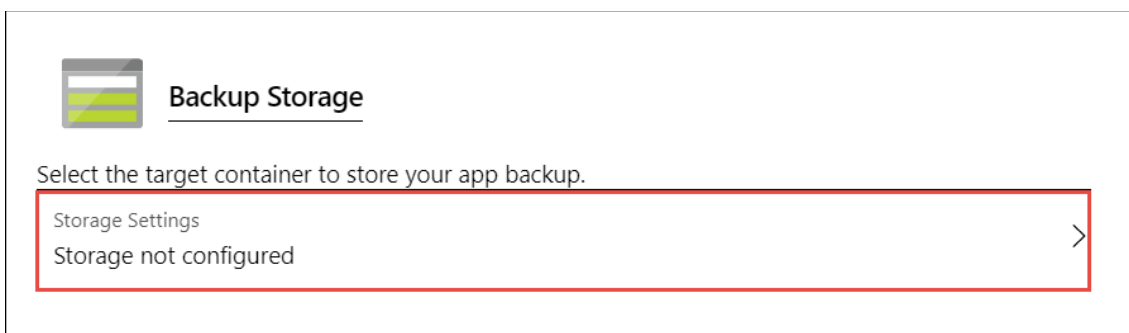 Backup Storage
Select the target container to store your app backup.
Storage Settings
Storage not configured